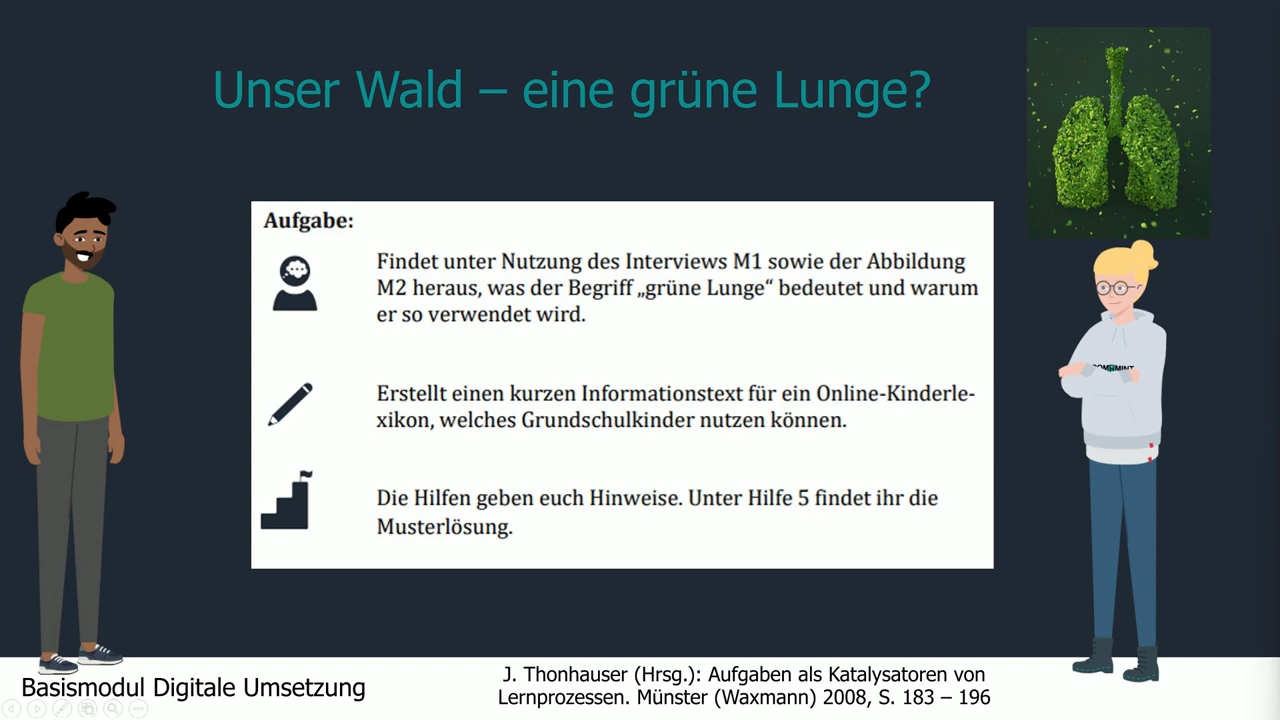 Unser Wald – eine grüne Lunge?
Aufgabe:
Findet unter Nutzung des Interviews M1 sowie der Abbildung
M2 heraus, was der Begriff „grüne Lunge“ bedeutet und warum
er so verwendet wird.
Erstellt einen kurzen Informationstext für ein Online-Kinderle-
xikon, welches Grundschulkinder nutzen können.
Die Hilfen geben euch Hinweise. Unter Hilfe 5 findet ihr die
Musterlösung.
J. Thonhauser (Hrsg.): Aufgaben als Katalysatoren von
Lernprozessen. Münster (Waxmann) 2008, S. 183 – 196
Basismodul Digitale Umsetzung